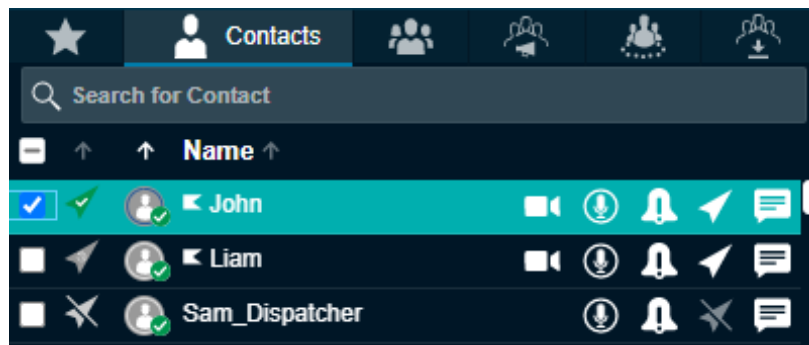 Contacts
Search for Contact
Name
John
Liam
Sam_Dispatcher